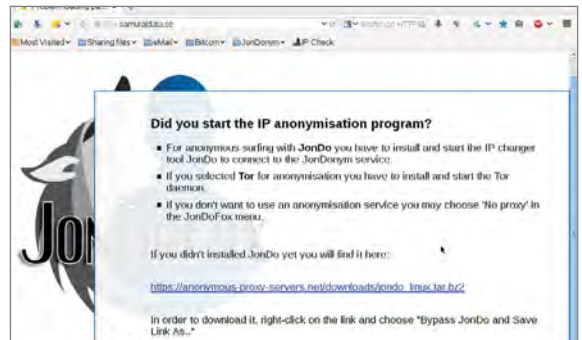 Problem loading pa...
samuraidata.se
Most Visited Sharing files eMail Bitcoin JonDonym IP Check
JON
Did you start the IP anonymisation program?
For anonymous surfing with JonDo you have to install and start the IP changer
tool JonDo to connect to the JonDonym service.
If you selected Tor for anonymisation you have to install and start the Tor
daemon.
If you don't want to use an anonymisation service you may choose 'No proxy' in
the JonDoFox menu.
If you didn't installed JonDo yet you will find it here:
https://anonymous-proxy-servers.net/downloads/jondo_linux.tar.bz2
In order to download it, right-click on the link and choose "Bypass JonDo and Save
Link As.."